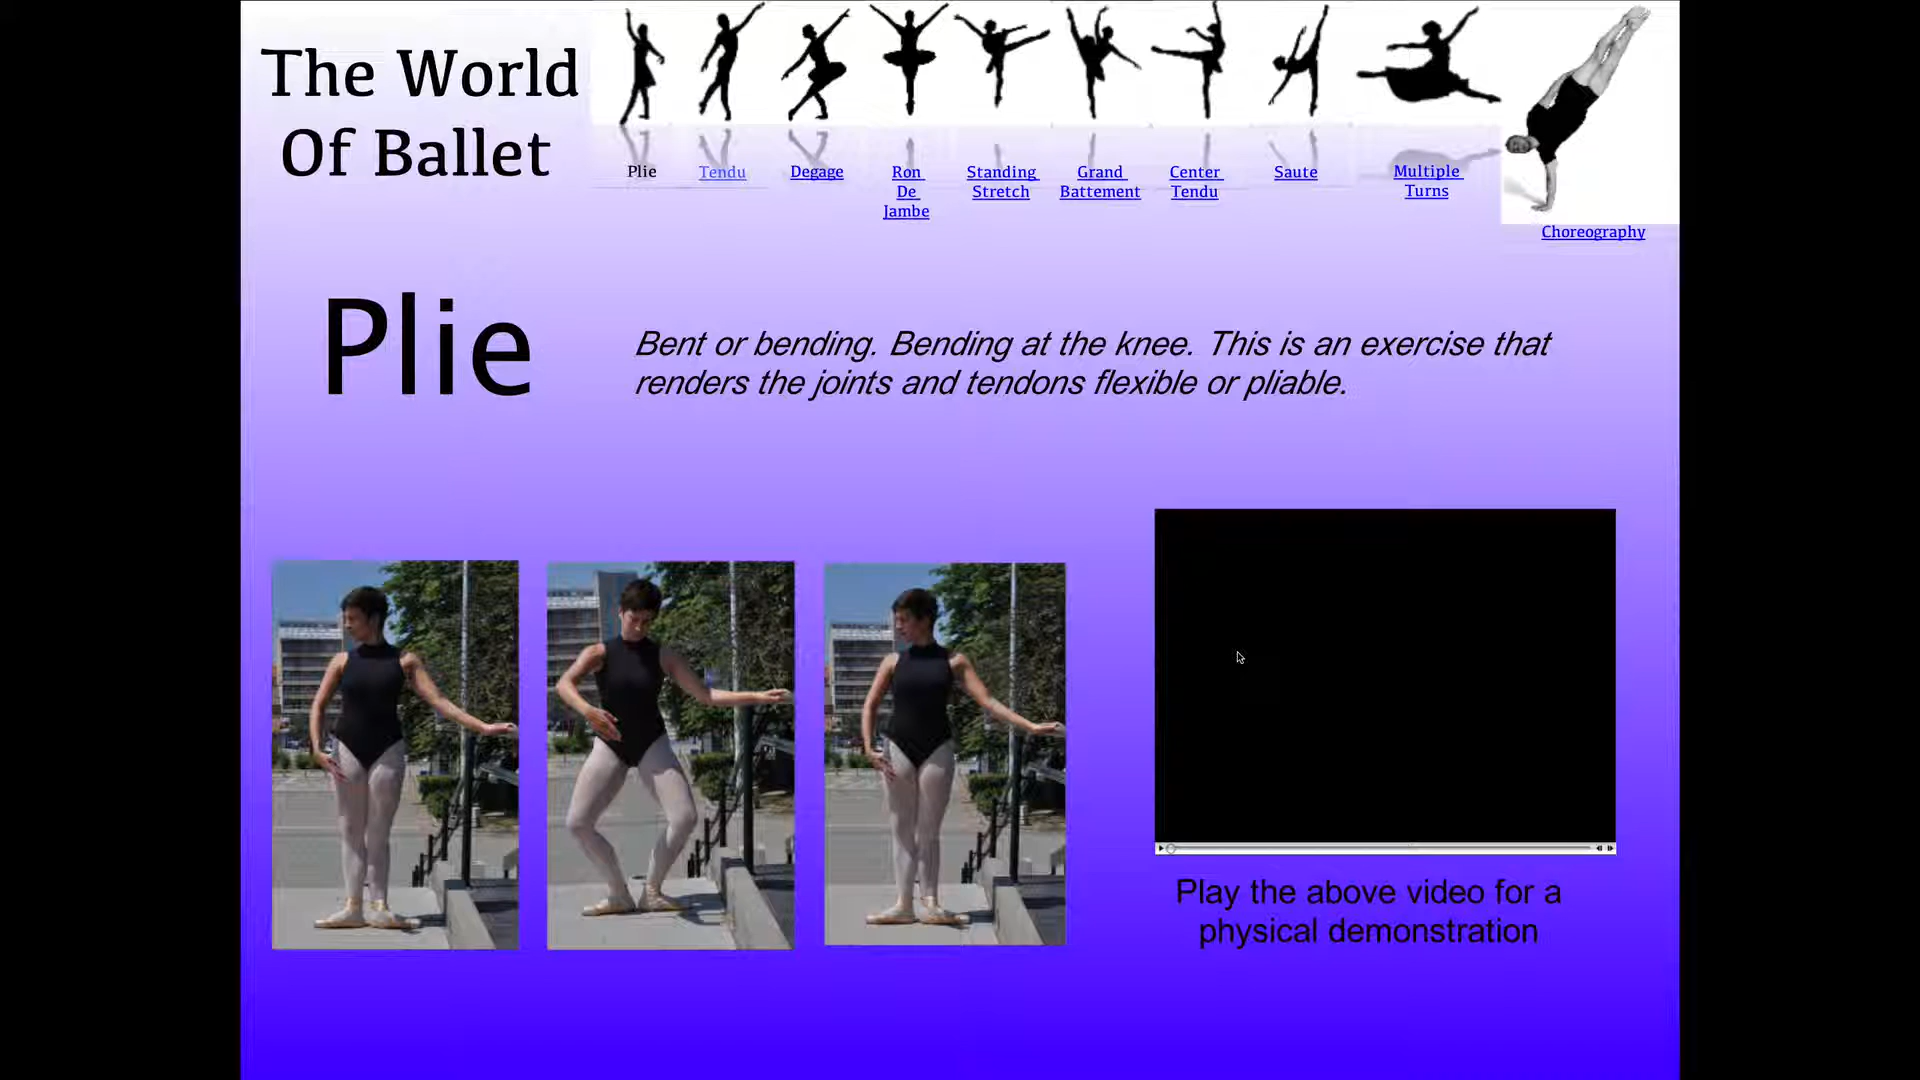 The World
Of Ballet
Plie
Tendu
Degage
Ron
De
Jambe
Standing
Stretch
Grand
Battement
Center
Tendu
Saute
Multiple
Turns
Choreography
Plie
Bent or bending. Bending at the knee. This is an exercise that
renders the joints and tendons flexible or pliable.
Play the above video for a
physical demonstration